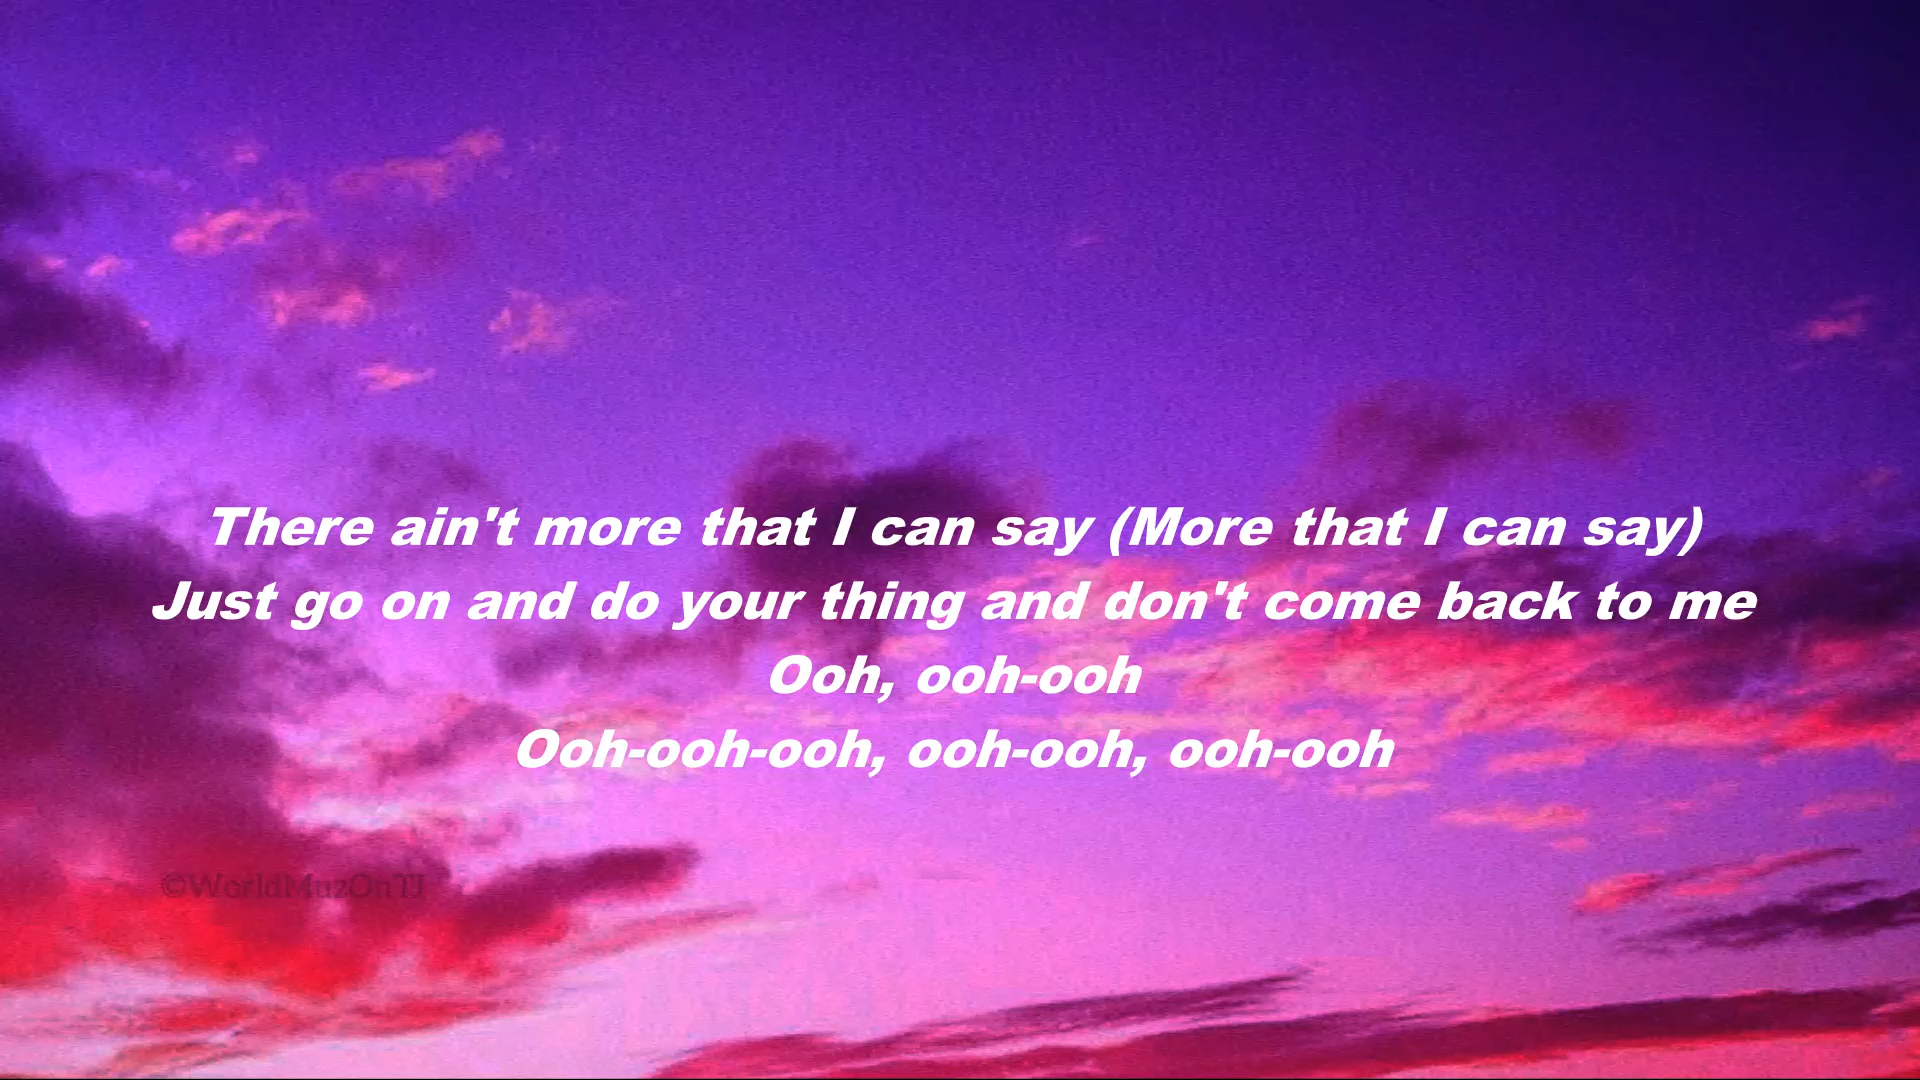 There ain't more that I can say (More that I can say)
Just go on and do your thing and don't come back to me
Ooh, ooh-ooh
Ooh-ooh-ooh, ooh-ooh, ooh-ooh
©WorldMuzOnTJ